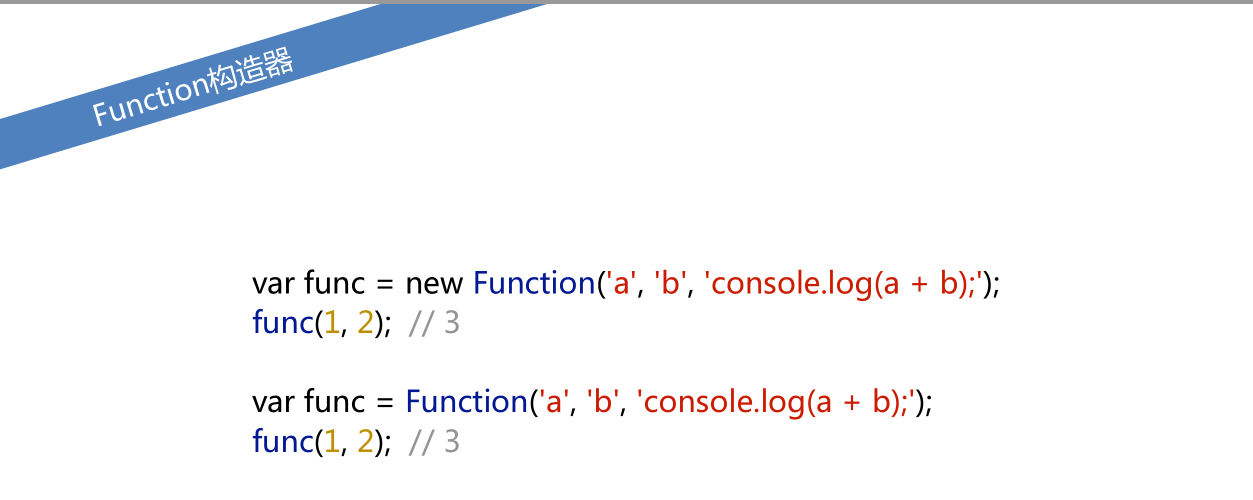 Function构造器
var func = new Function('a', 'b', 'console.log(a + b);');
func(1, 2);  // 3
var func = Function('a', 'b', 'console.log(a + b);');
func(1, 2);  // 3